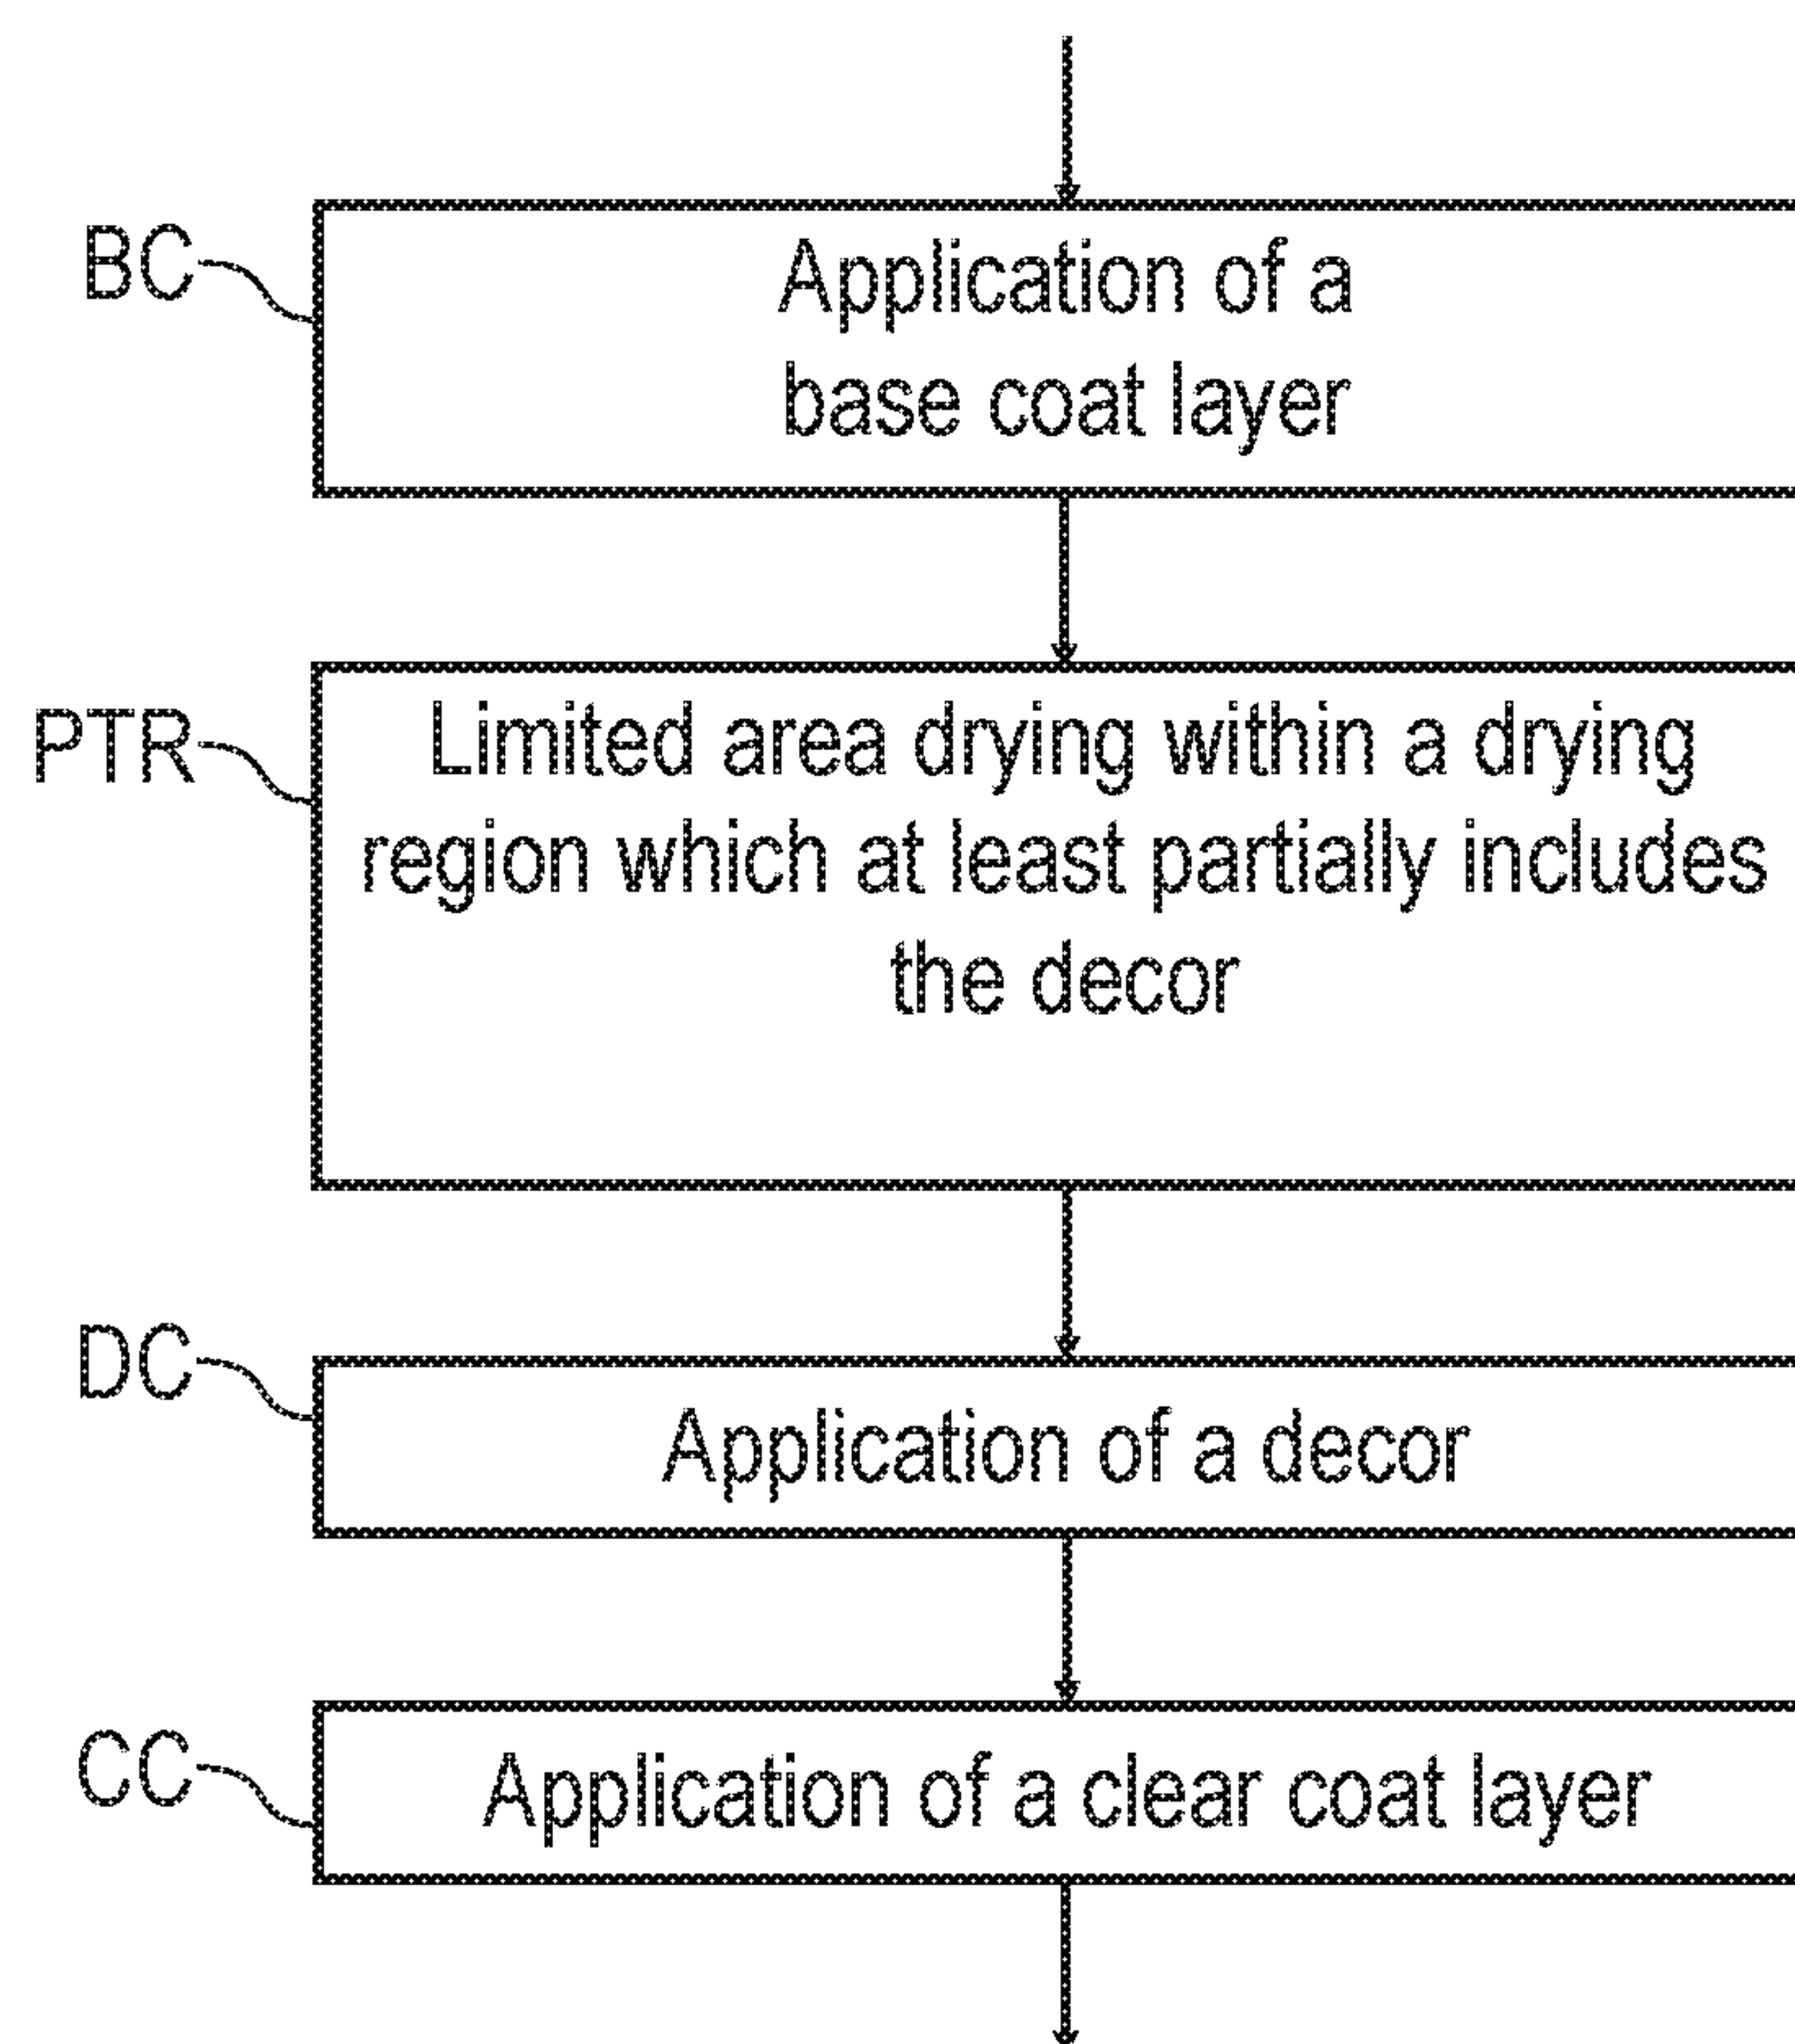 BC
Application of a
base coat layer
PTR
Limited area drying within a drying
region which at least partially includes
the decor
DC
Application of a decor
CC
Application of a clear coat layer